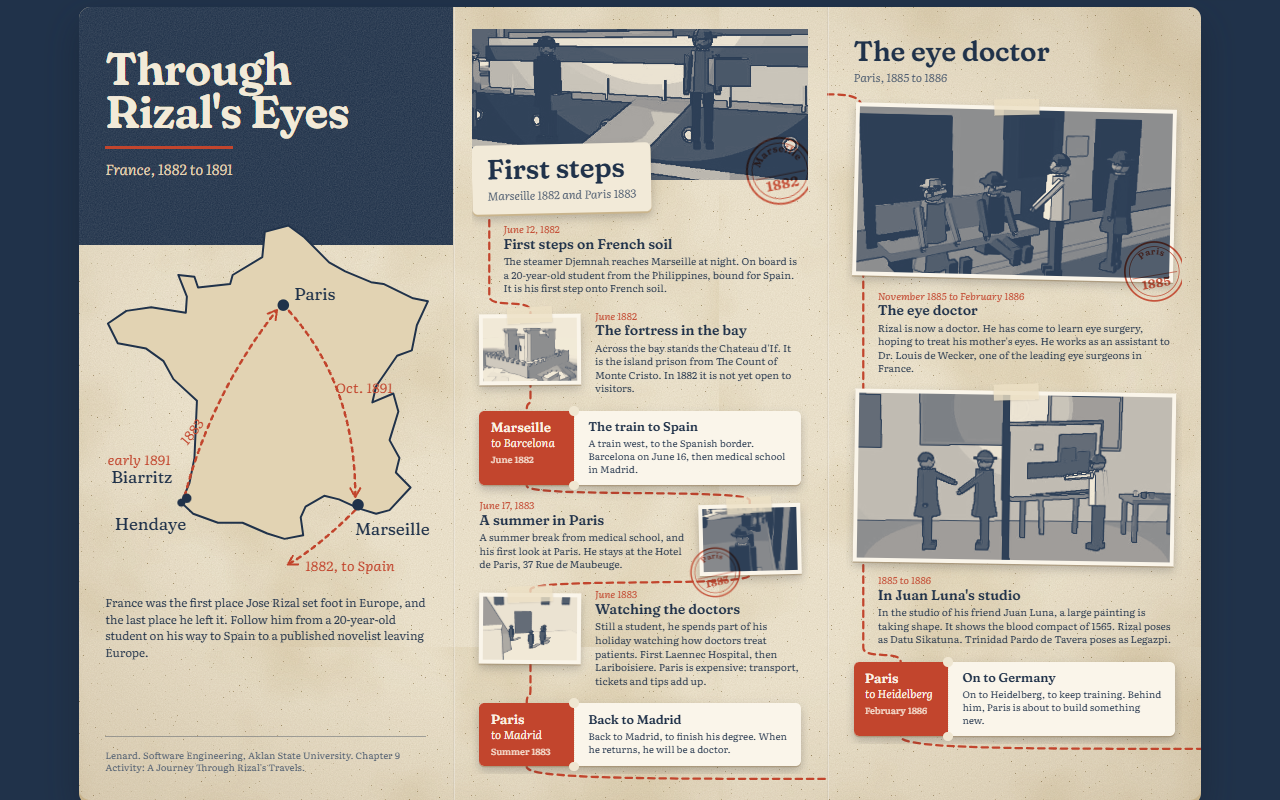 Through
Rizal's Eyes
France, 1882 to 1891
Paris
Oct. 1891
1883
early 1891
Biarritz
Hendaye
Marseille
1882, to Spain
France was the first place Jose Rizal set foot in Europe, and
the last place he left it. Follow him from a 20-year-old
student on his way to Spain to a published novelist leaving
Europe.
Lenard. Software Engineering, Aklan State University. Chapter 9
Activity: A Journey Through Rizal's Travels.
Marseille
1882
First steps
Marseille 1882 and Paris 1883
June 12, 1882
First steps on French soil
The steamer Djemnah reaches Marseille at night. On board is
a 20-year-old student from the Philippines, bound for Spain.
It is his first step onto French soil.
June 1882
The fortress in the bay
Across the bay stands the Chateau d'If. It
is the island prison from The Count of
Monte Cristo. In 1882 it is not yet open to
visitors.
Marseille
to Barcelona
June 1882
The train to Spain
A train west, to the Spanish border.
Barcelona on June 16, then medical school
in Madrid.
June 17, 1883
A summer in Paris
A summer break from medical school, and
his first look at Paris. He stays at the Hotel
de Paris, 37 Rue de Maubeuge.
Paris
1883
June 1883
Watching the doctors
Still a student, he spends part of his
holiday watching how doctors treat
patients. First Laennec Hospital, then
Lariboisiere. Paris is expensive: transport,
tickets and tips add up.
Paris
to Madrid
Summer 1883
Back to Madrid
Back to Madrid, to finish his degree. When
he returns, he will be a doctor.
The eye doctor
Paris, 1885 to 1886
Paris
1885
November 1885 to February 1886
The eye doctor
Rizal is now a doctor. He has come to learn eye surgery,
hoping to treat his mother's eyes. He works as an assistant to
Dr. Louis de Wecker, one of the leading eye surgeons in
France.
1885 to 1886
In Juan Luna's studio
In the studio of his friend Juan Luna, a large painting is
taking shape. It shows the blood compact of 1565. Rizal poses
as Datu Sikatuna. Trinidad Pardo de Tavera poses as Legazpi.
Paris
to Heidelberg
February 1886
On to Germany
On to Heidelberg, to keep training. Behind
him, Paris is about to build something
new.